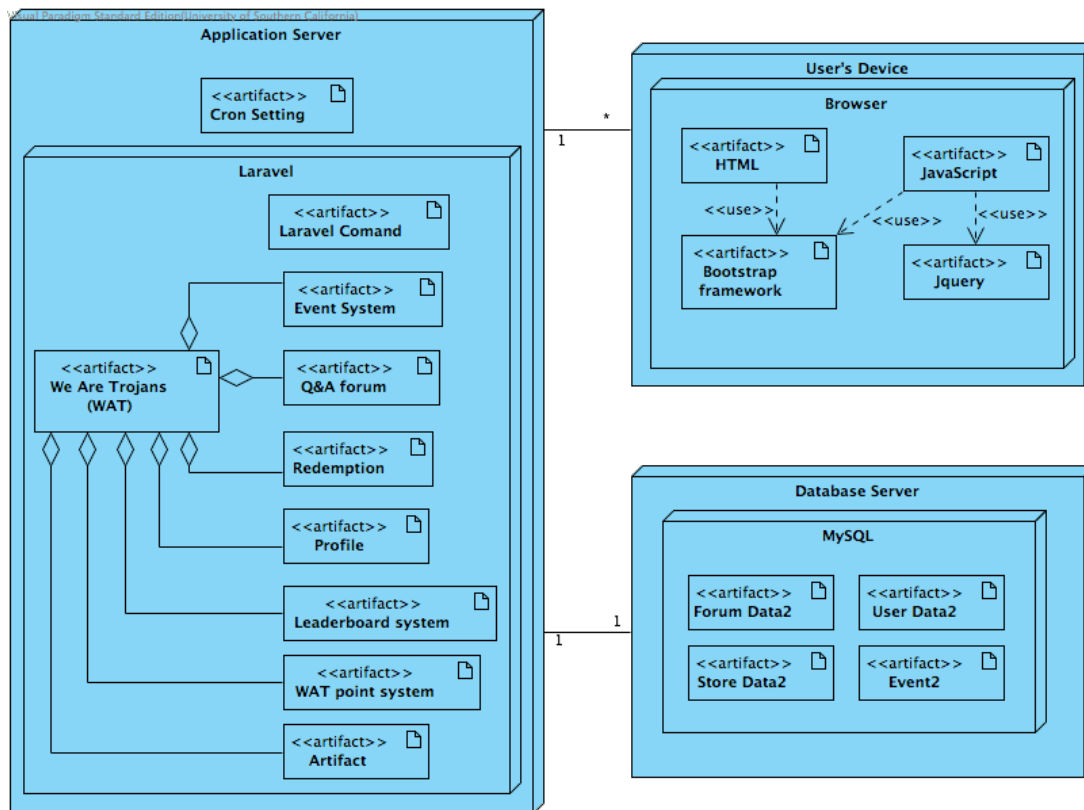 Visual Paradigm Standard Edition(University of Southern California)
Application Server
<<artifact>>
Cron Setting
Laravel
<<artifact>>
Laravel Comand
<<artifact>>
Event System
<<artifact>>
We Are Trojans
(WAT)
<<artifact>>
Q&A forum
<<artifact>>
Redemption
<<artifact>>
Profile
<<artifact>>
Leaderboard system
<<artifact>>
WAT point system
<<artifact>>
Artifact
1
*
User's Device
Browser
<<artifact>>
HTML
<<artifact>>
JavaScript
<<use>>
<<use>>
<<use>>
<<artifact>>
Bootstrap
framework
<<artifact>>
Jquery
1
1
Database Server
MySQL
<<artifact>>
Forum Data2
<<artifact>>
User Data2
<<artifact>>
Store Data2
<<artifact>>
Event2